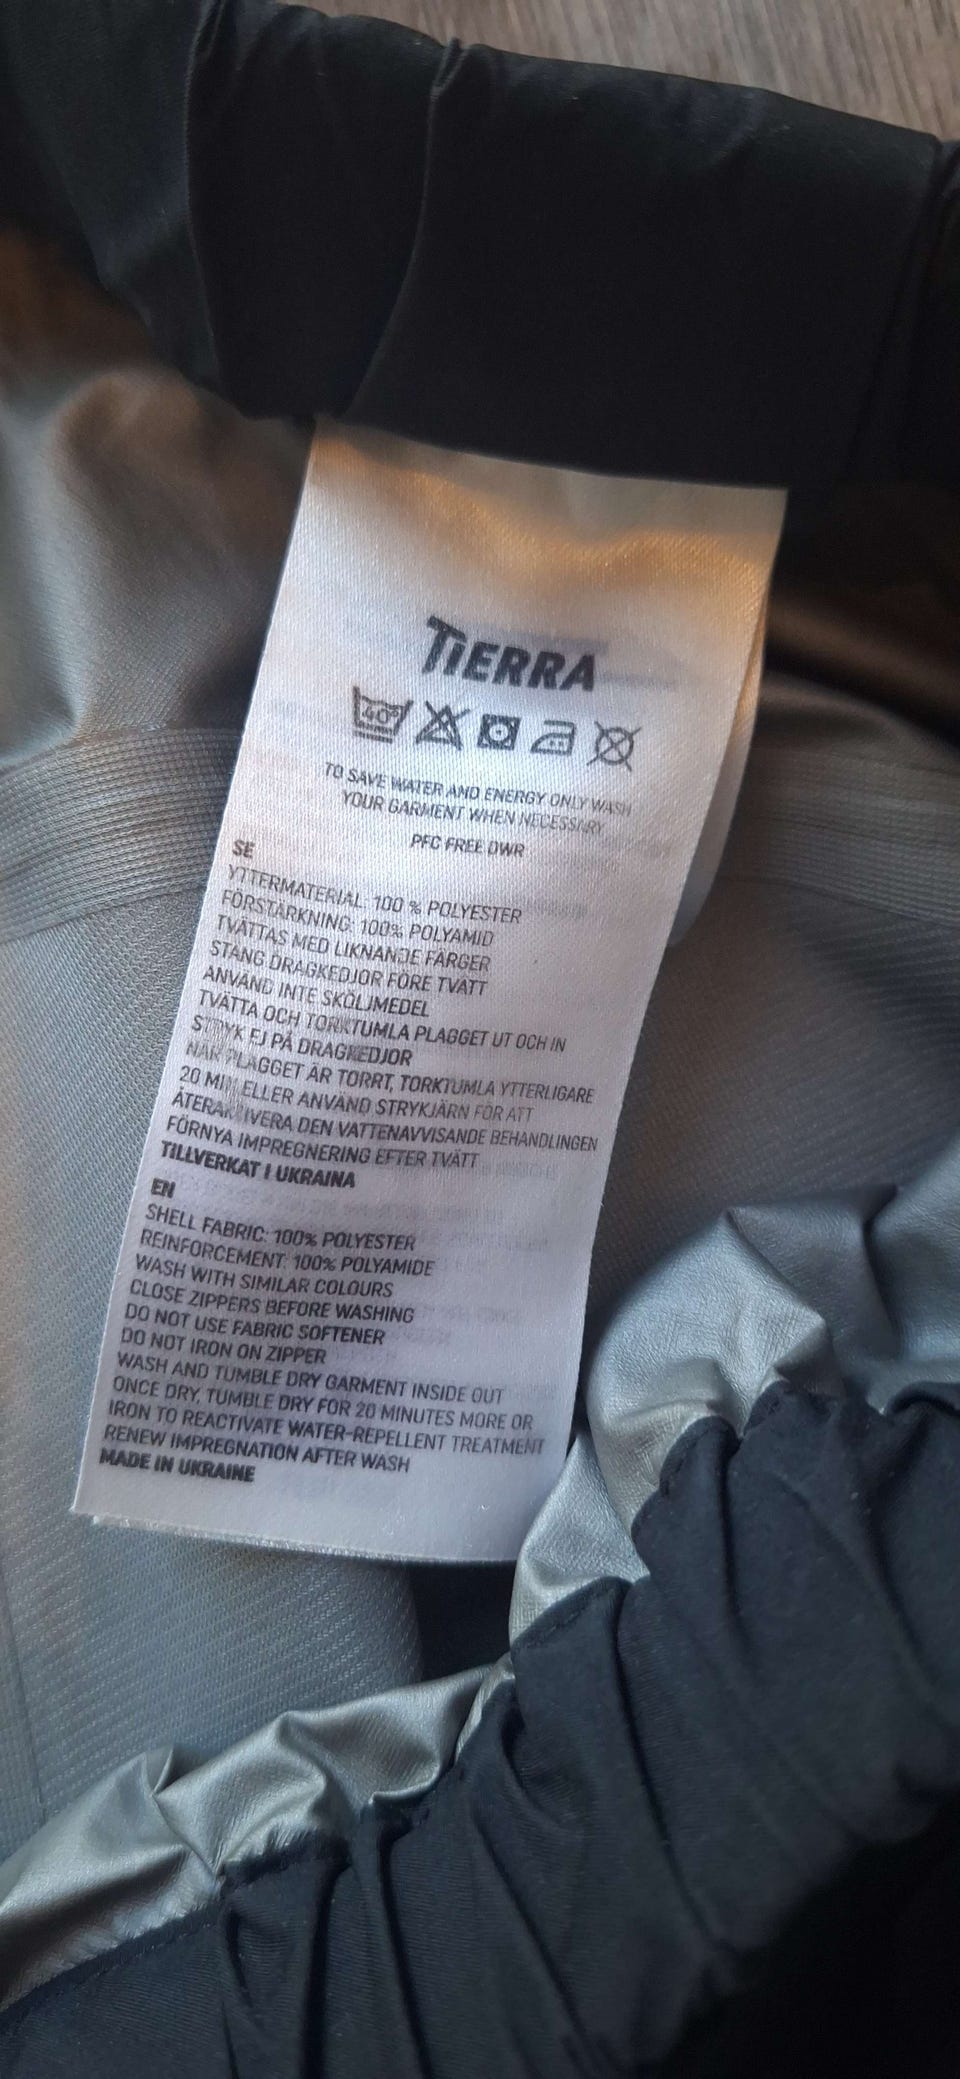 TIERRA
40°
TO SAVE WATER AND ENERGY ONLY WASH
YOUR GARMENT WHEN NECESSARY
PFC FREE DWR
SE
YTTERMATERIAL: 100 % POLYESTER
FÖRSTÄRKNING: 100% POLYAMID
TVÄTTAS MED LIKNANDE FÄRGER
STÄNG DRAGKEDJOR FÖRE TVÄTT
ANVÄND INTE SKÖLJMEDEL
TVÄTTA OCH TORKTUMLA PLAGGET UT OCH IN
STRYK EJ PÅ DRAGKEDJOR
NÄR PLAGGET ÄR TORRT, TORKTUMLA YTTERLIGARE
20 MIN ELLER ANVÄND STRYKJÄRN FÖR ATT
ÅTERAKTIVERA DEN VATTENAVVISANDE BEHANDLINGEN
FÖRNYA IMPREGNERING EFTER TVÄTT
TILLVERKAT I UKRAINA
EN
SHELL FABRIC: 100% POLYESTER
REINFORCEMENT: 100% POLYAMIDE
WASH WITH SIMILAR COLOURS
CLOSE ZIPPERS BEFORE WASHING
DO NOT USE FABRIC SOFTENER
DO NOT IRON ON ZIPPER
WASH AND TUMBLE DRY GARMENT INSIDE OUT
ONCE DRY, TUMBLE DRY FOR 20 MINUTES MORE OR
IRON TO REACTIVATE WATER-REPELLENT TREATMENT
RENEW IMPREGNATION AFTER WASH
MADE IN UKRAINE